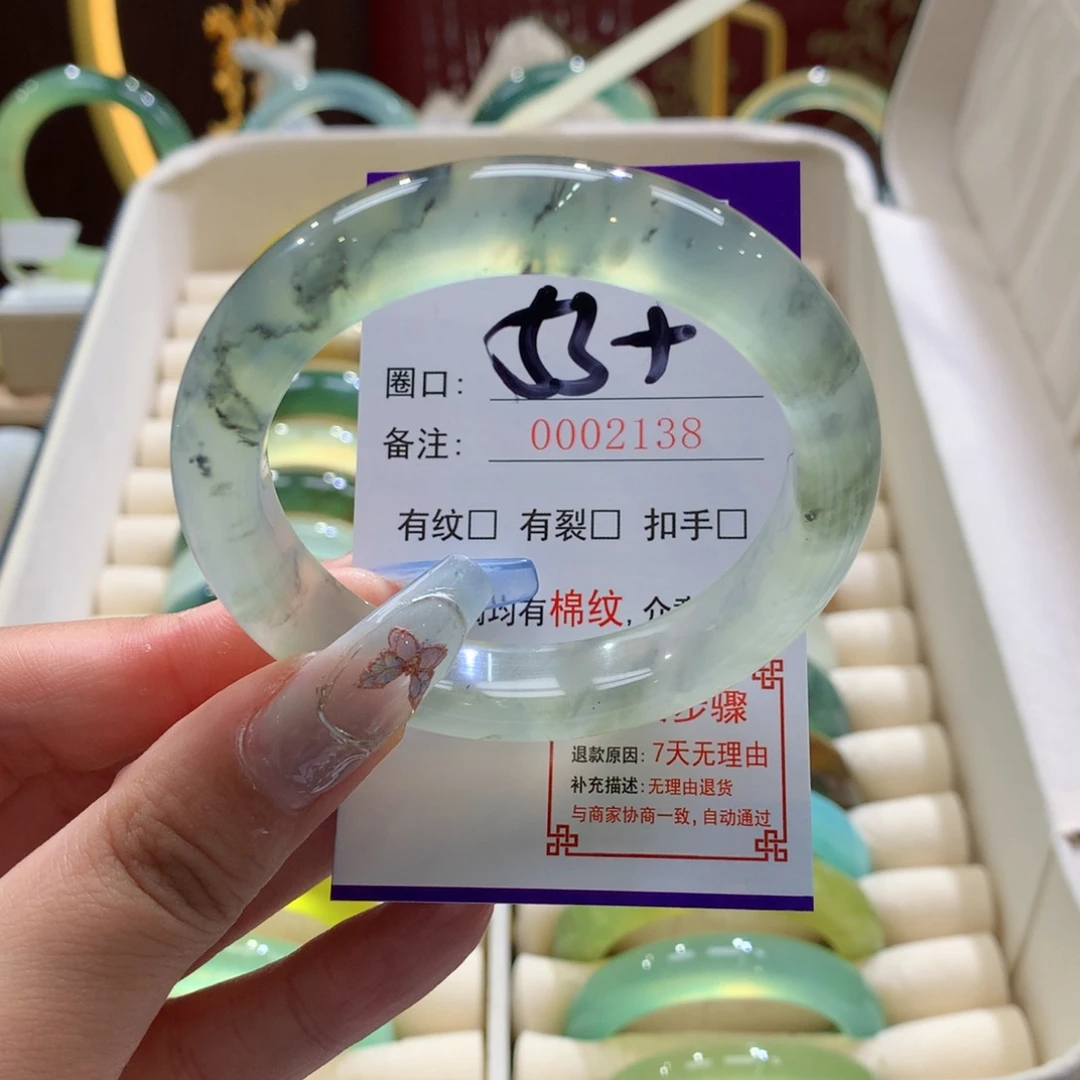 圈口: 53+
备注: 0002138
有纹□ 有裂□ 扣手□
均有棉纹, 介
步骤
退款原因: 7天无理由
补充描述: 无理由退货
与商家协商一致, 自动通过